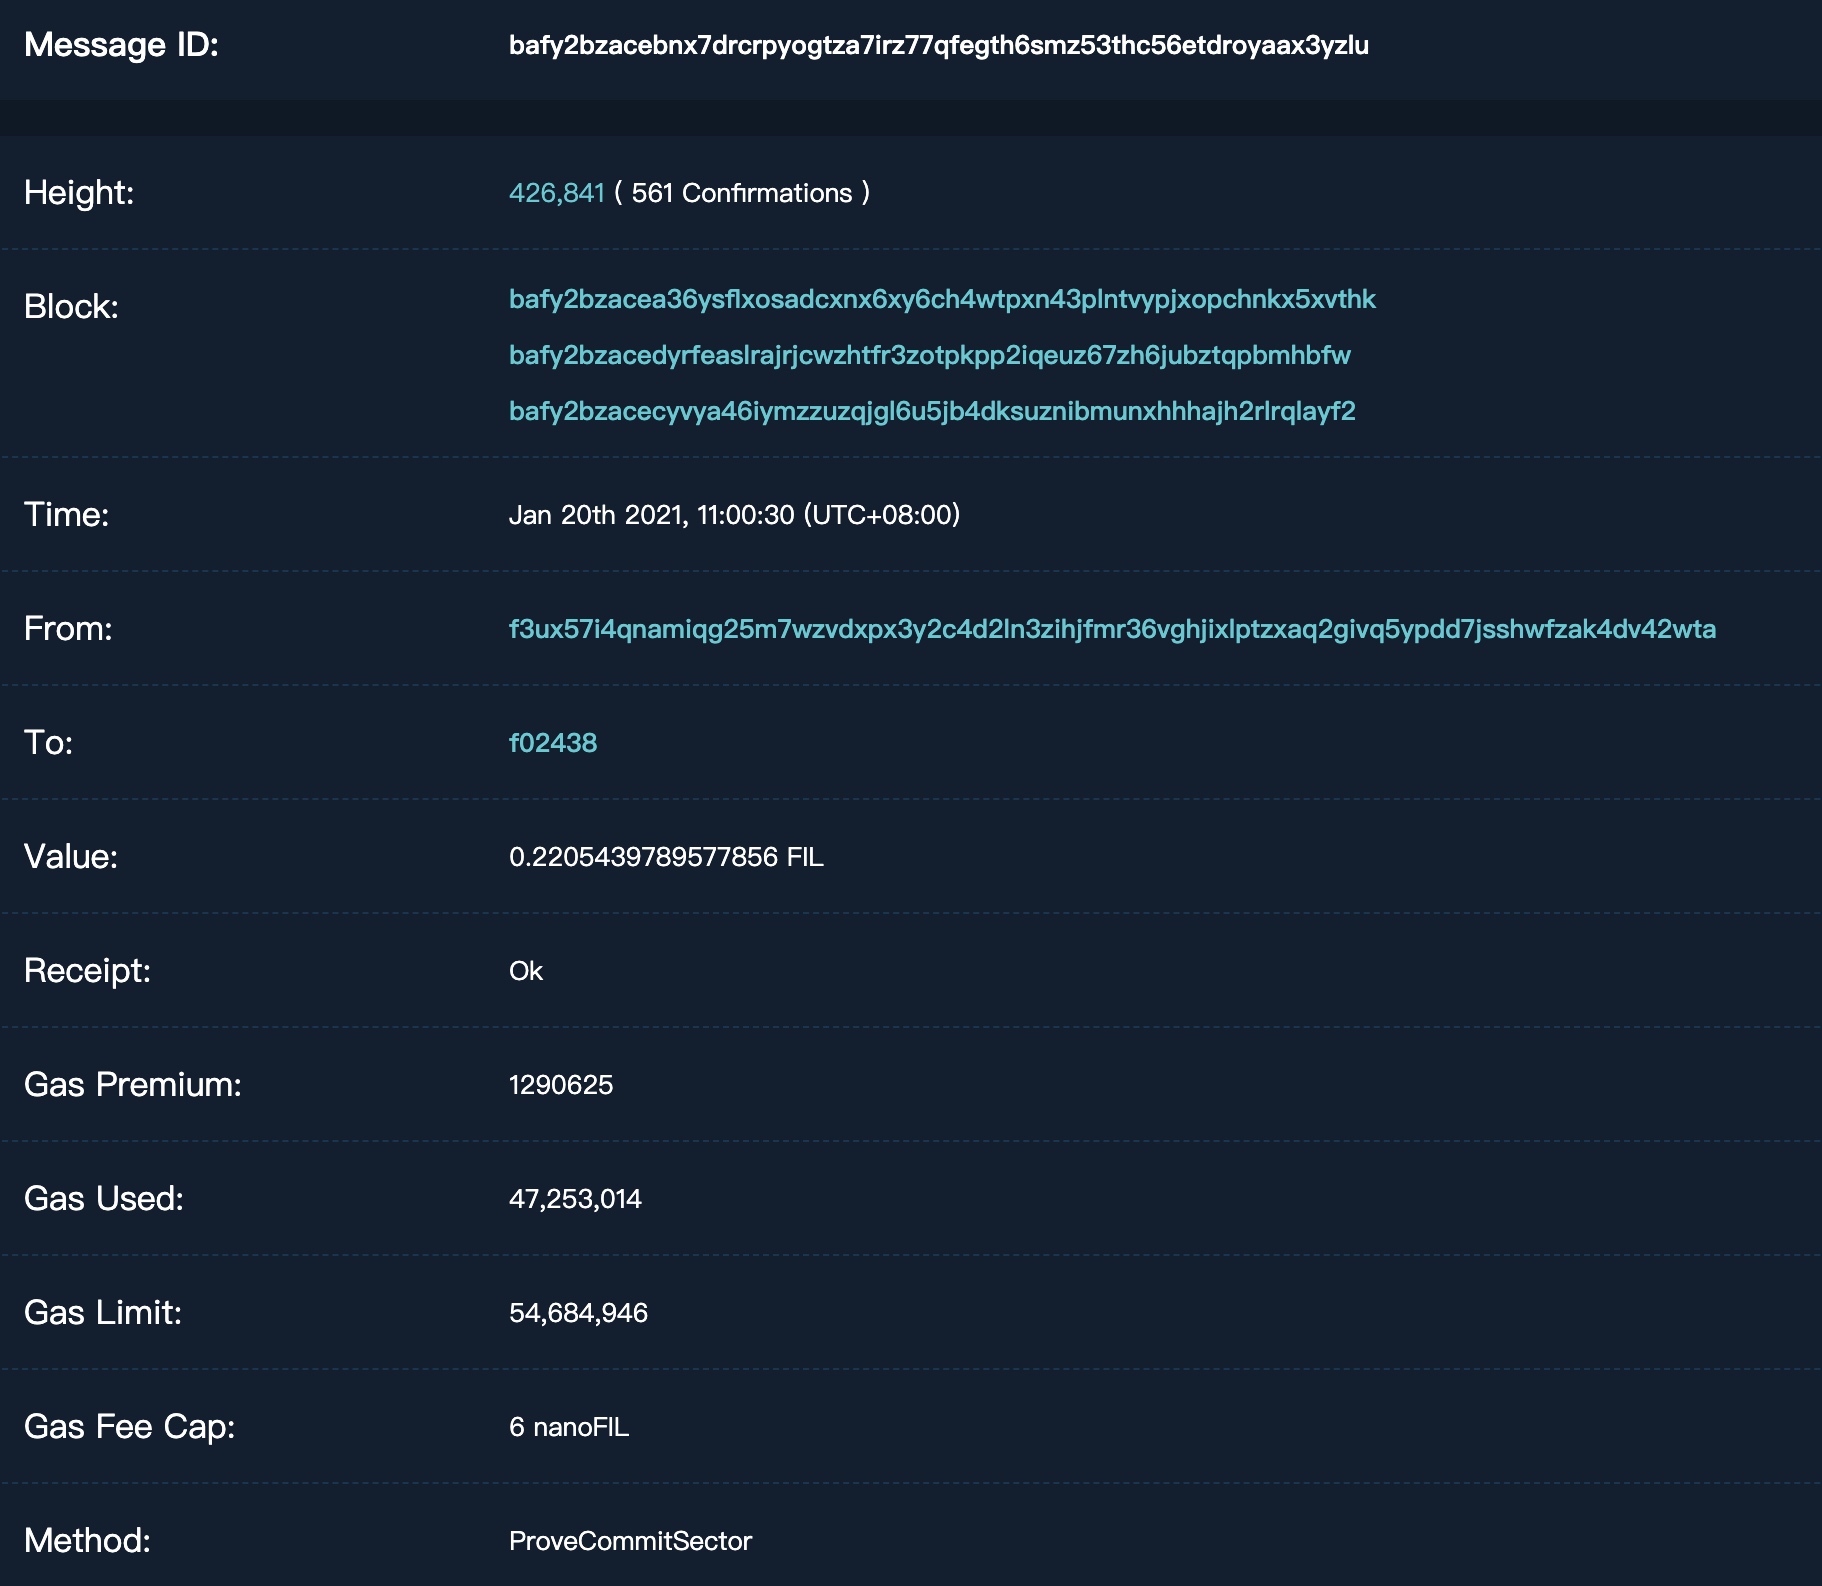 Message ID: bafy2bzacebnx7drcrpyogtza7irz77qfegth6smz53thc56etdroyaax3yzlu
Height: 426,841 ( 561 Confirmations )
Block: bafy2bzacea36ysflxosadcxnx6xy6ch4wtpxn43plntvypjxopchnkx5xvthk
bafy2bzacedyrfeaslrajrjcwzhtfr3zotpkpp2iqeuz67zh6jubztqpbmhbfw
bafy2bzacecyvya46iymzzuzqjgl6u5jb4dksuznibmunxhhhajh2rlrqlayf2
Time: Jan 20th 2021, 11:00:30 (UTC+08:00)
From: f3ux57i4qnamiqg25m7wzvdxpx3y2c4d2ln3zihjfmr36vghjixlptzxaq2givq5ypdd7jsshwfzak4dv42wta
To: f02438
Value: 0.2205439789577856 FIL
Receipt: Ok
Gas Premium: 1290625
Gas Used: 47,253,014
Gas Limit: 54,684,946
Gas Fee Cap: 6 nanoFIL
Method: ProveCommitSector